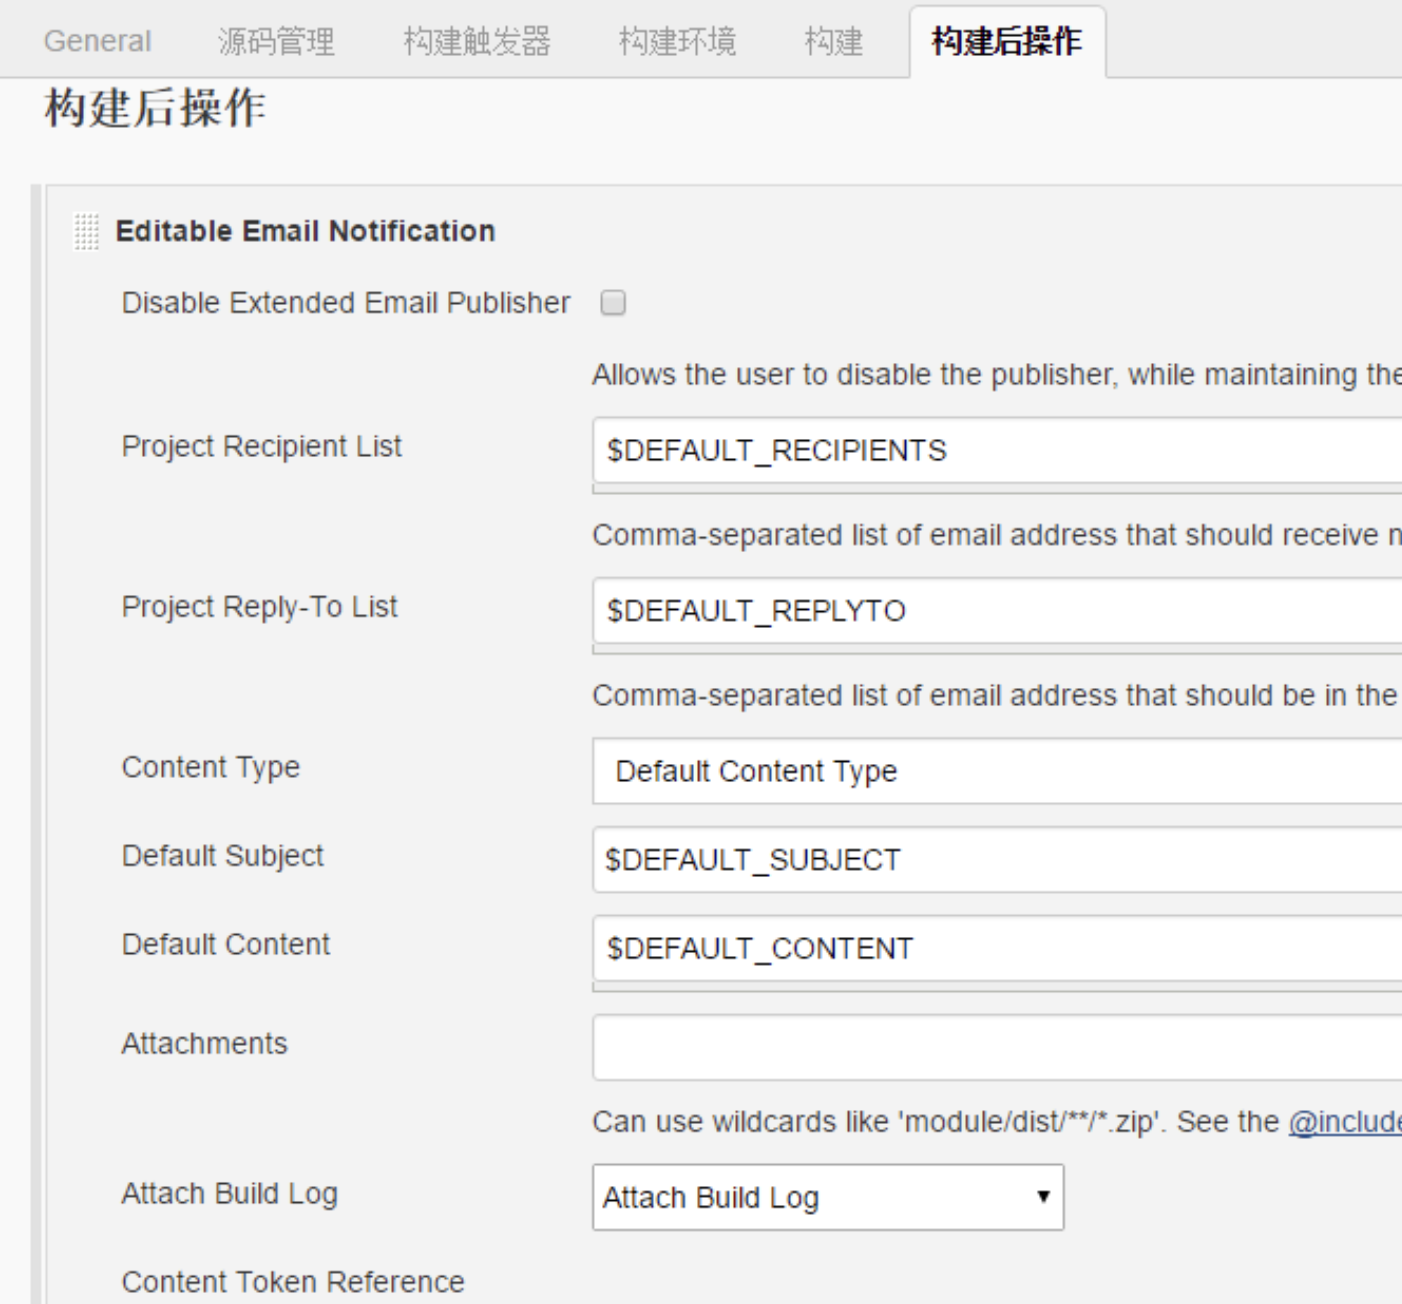 General 源码管理 构建触发器 构建环境 构建 构建后操作
构建后操作
Editable Email Notification
Disable Extended Email Publisher
Allows the user to disable the publisher, while maintaining the
Project Recipient List $DEFAULT_RECIPIENTS
Comma-separated list of email address that should receive n
Project Reply-To List $DEFAULT_REPLYTO
Comma-separated list of email address that should be in the
Content Type Default Content Type
Default Subject $DEFAULT_SUBJECT
Default Content $DEFAULT_CONTENT
Attachments
Can use wildcards like 'module/dist/**/*.zip'. See the @include
Attach Build Log Attach Build Log
Content Token Reference